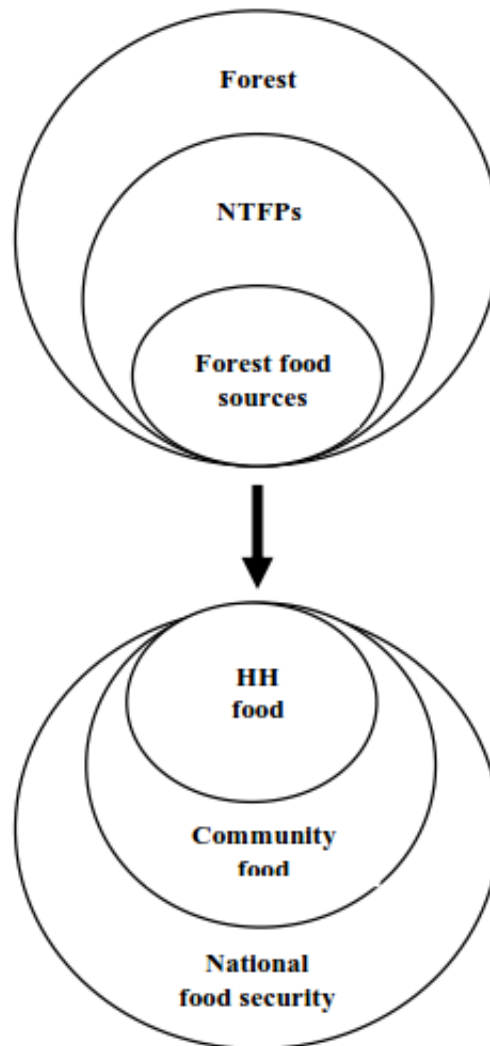 Forest
NTFPs
Forest food
sources
HH
food
Community
food
National
food security